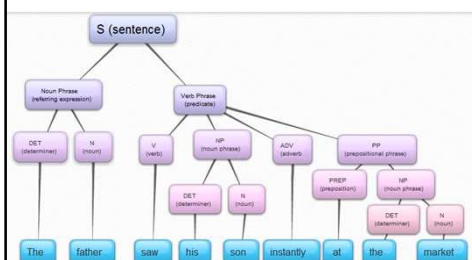 S (sentence)
Noun Phrase
(referring expression)
Verb Phrase
(predicate)
DET
(determiner)
N
(noun)
V
(verb)
NP
(noun phrase)
ADV
(adverb
PP
(prepositional phrase)
DET
(determiner)
N
(noun)
PREP
(preposition)
NP
(noun phrase)
DET
(determiner)
N
(noun)
The father saw his son instantly at the market